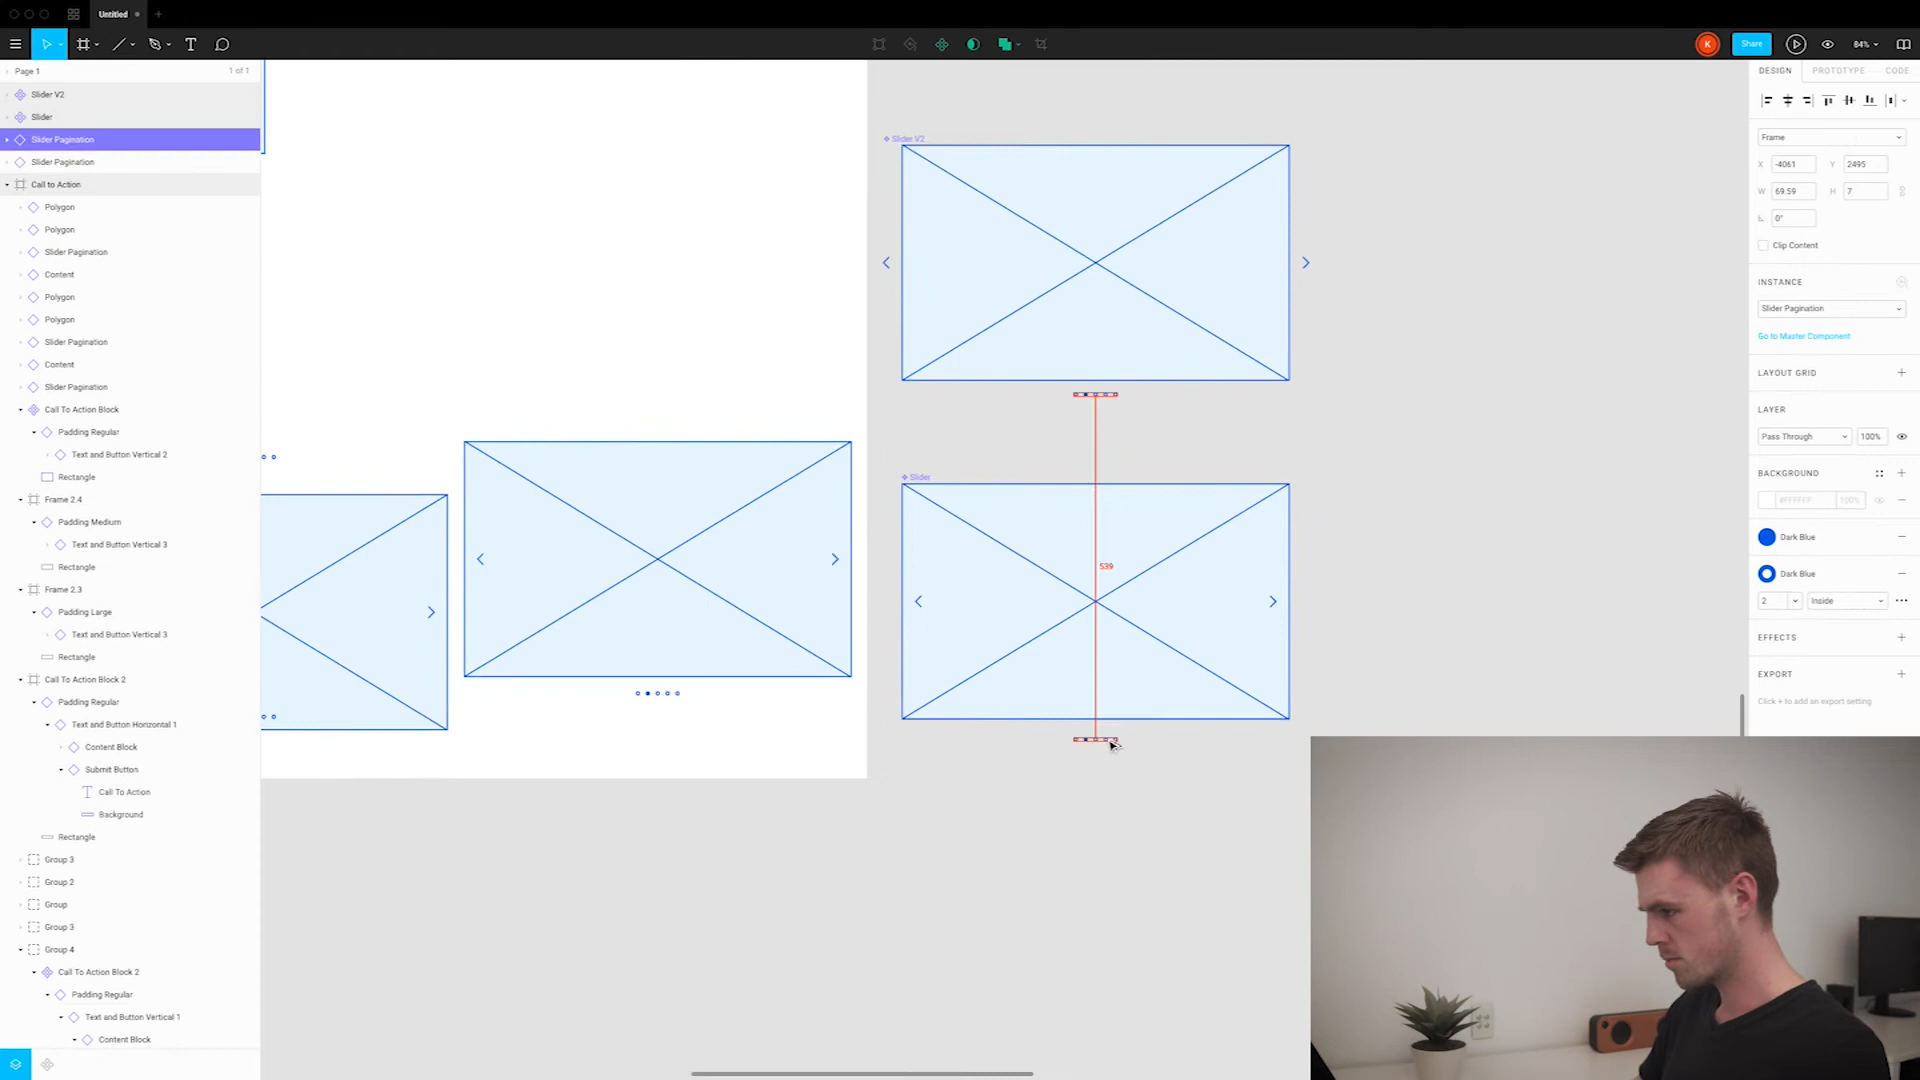 Untitled
Share
84%
Page 1
1 of 1
Slider V2
Slider
Slider Pagination
Slider Pagination
Call to Action
Polygon
Polygon
Slider Pagination
Content
Polygon
Polygon
Slider Pagination
Content
Slider Pagination
Call To Action Block
Padding Regular
Text and Button Vertical 2
Rectangle
Frame 2.4
Padding Medium
Text and Button Vertical 3
Rectangle
Frame 2.3
Padding Large
Text and Button Vertical 3
Rectangle
Call To Action Block 2
Padding Regular
Text and Button Horizontal 1
Content Block
Submit Button
Call To Action
Background
Rectangle
Group 3
Group 2
Group
Group 3
Group 4
Call To Action Block 2
Padding Regular
Text and Button Vertical 1
Content Block
Slider V2
Slider
539
K
DESIGN PROTOTYPE CODE
Frame
X -4061 Y 2495
W 69.59 H 7
0°
Clip Content
INSTANCE
Slider Pagination
Go to Master Component
LAYOUT GRID
LAYER
Pass Through 100%
BACKGROUND
#FFFFFF 100%
Dark Blue
Dark Blue
2 Inside
EFFECTS
EXPORT
Click + to add an export setting